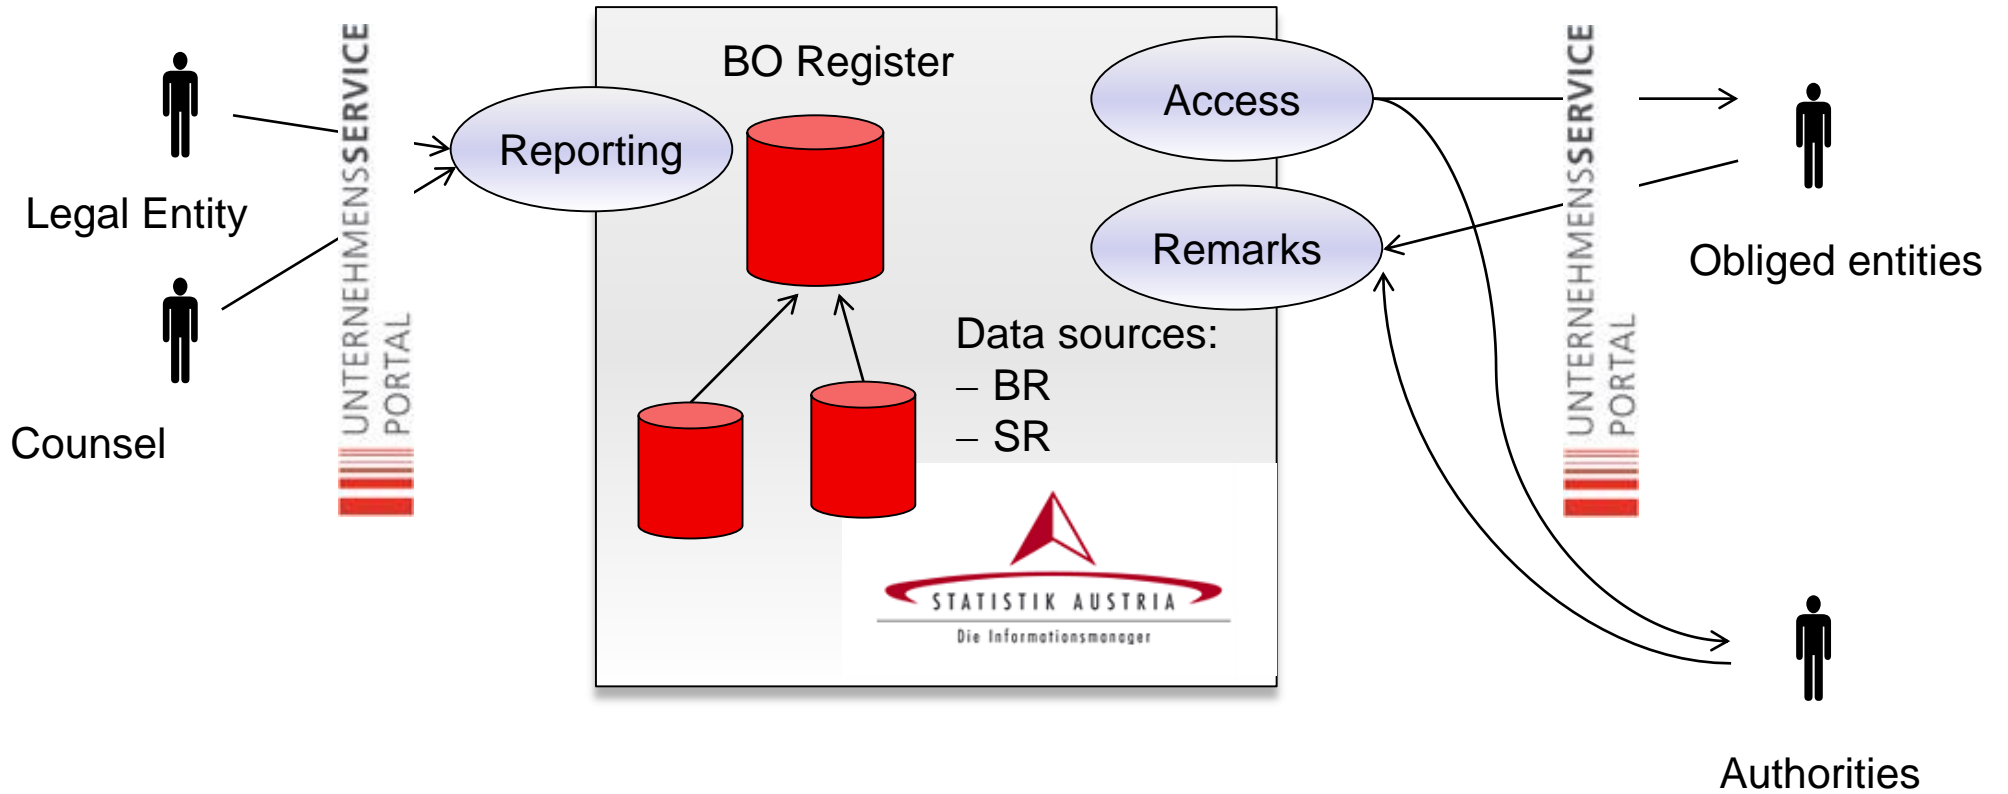 BO Register
Access
Reporting
Remarks
Legal Entity
Counsel
UNTERNEHMENSSERVICE
PORTAL
Data sources:
– BR
– SR
STATISTIK AUSTRIA
Die Informationsmanager
UNTERNEHMENSSERVICE
PORTAL
Obliged entities
Authorities